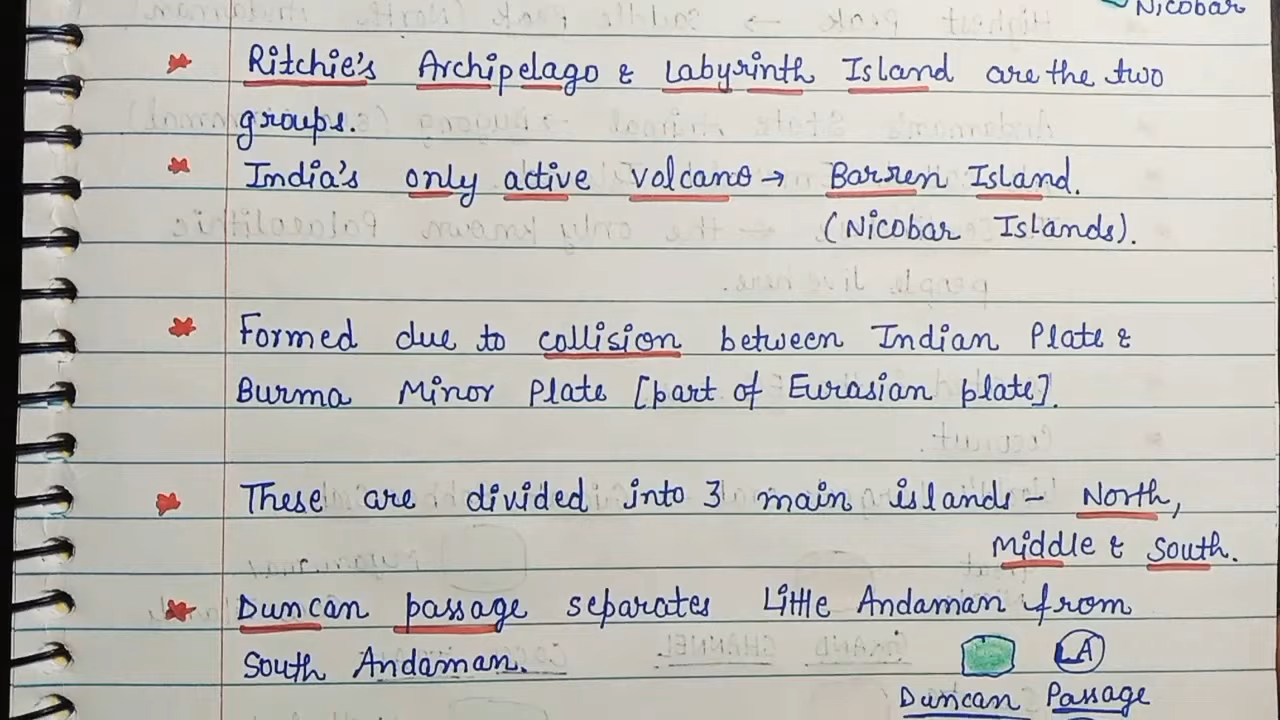 Nicobar
Ritchie's Archipelago & Labyrinth Island are the two
groups.
India's only active volcano → Barren Island.
(Nicobar Islands).
Formed due to collision between Indian Plate &
Burma Minor Plate [part of Eurasian plate].
These are divided into 3 main islands - North,
Middle & South.
Duncan passage separates Little Andaman from
South Andaman.
LA
Duncan Passage